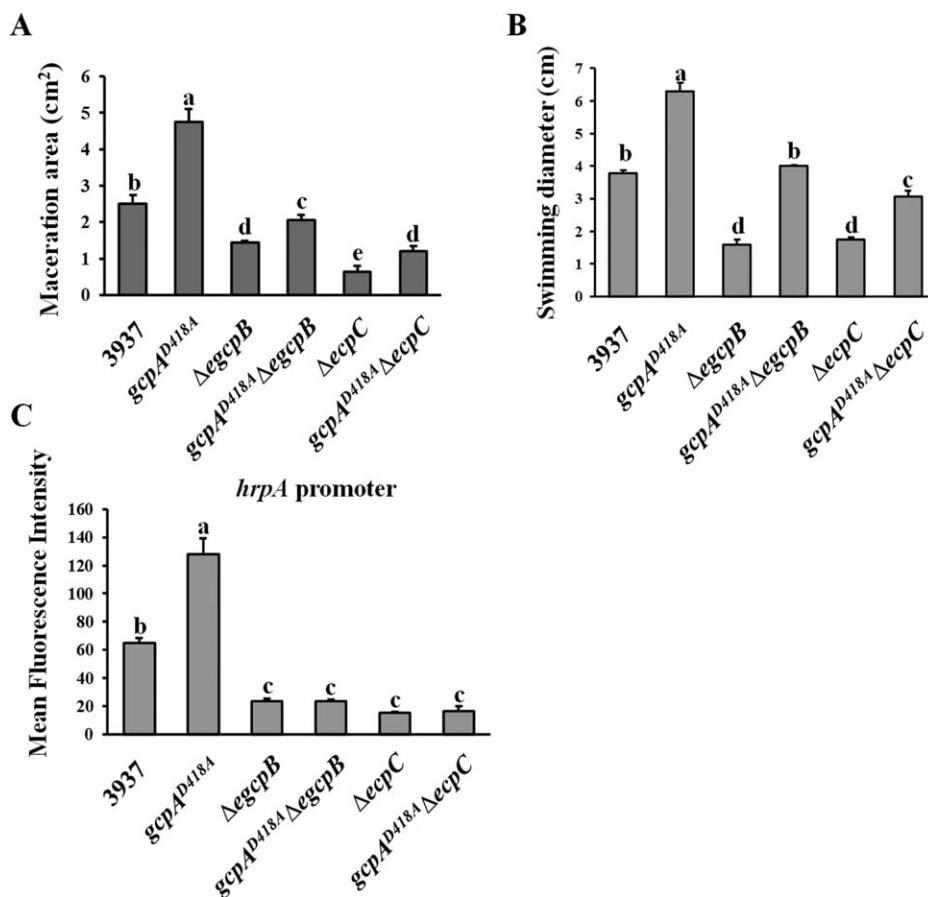 A
Maceration area (cm²)
6
5
4
3
2
1
0
b
a
d
c
e
d
3937
gcpA^D418A
ΔegcpB
gcpA^D418AΔegcpB
ΔecpC
gcpA^D418AΔecpC
B
Swimming diameter (cm)
7
6
5
4
3
2
1
0
b
a
d
b
d
c
3937
gcpA^D418A
ΔegcpB
gcpA^D418AΔegcpB
ΔecpC
gcpA^D418AΔecpC
C
hrpA promoter
Mean Fluorescence Intensity
160
140
120
100
80
60
40
20
0
b
a
c
c
c
c
3937
gcpA^D418A
ΔegcpB
gcpA^D418AΔegcpB
ΔecpC
gcpA^D418AΔecpC